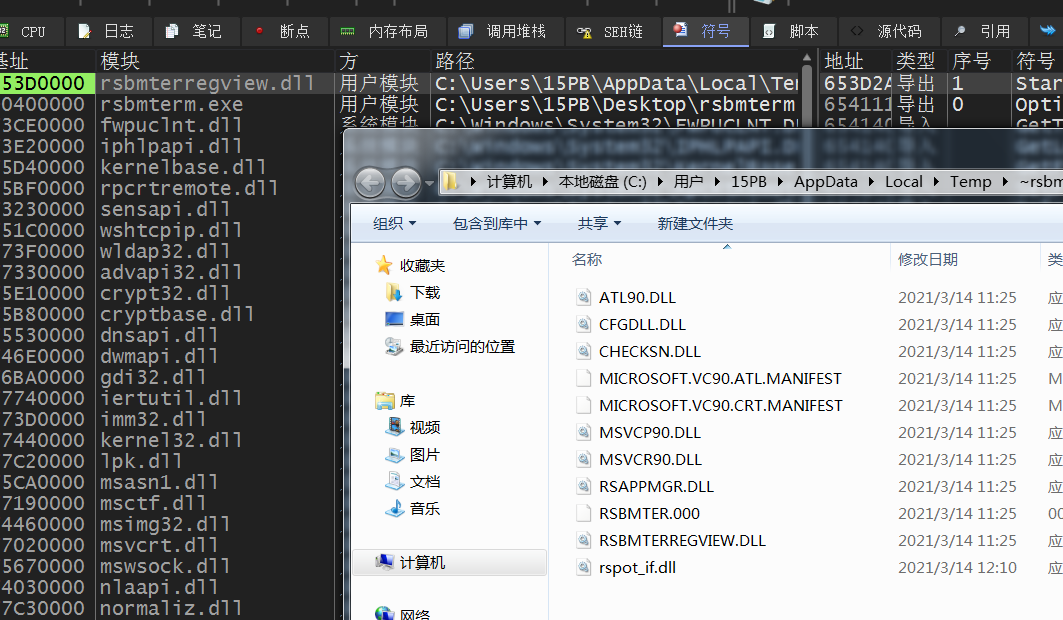 CPU 日志 笔记 断点 内存布局 调用堆栈 SEH链 符号 脚本 源代码 引用
基址 模块 方 路径 地址 类型 序号 符号
53D0000 rsbmterregview.dll 用户模块 C:\Users\15PB\AppData\Local\Te 653D2A 导出 1 Star
0400000 rsbmterm.exe 用户模块 C:\Users\15PB\Desktop\rsbmterm 654111 导出 0 Opti
3CE0000 fwpuclnt.dll 系统模块 C:\Windows\System32\FWPUCLNT.D 导入 GetT
3E20000 iphlpapi.dll
5D40000 kernelbase.dll
5BF0000 rpcrtremote.dll
3230000 sensapi.dll
51C0000 wshtcpip.dll
73F0000 wldap32.dll
7330000 advapi32.dll
5E10000 crypt32.dll
5B80000 cryptbase.dll
5530000 dnsapi.dll
46E0000 dwmapi.dll
6BA0000 gdi32.dll
7740000 iertutil.dll
73D0000 imm32.dll
7440000 kernel32.dll
7C20000 lpk.dll
5CA0000 msasn1.dll
7190000 msctf.dll
4460000 msimg32.dll
7020000 msvcrt.dll
5670000 mswsock.dll
4030000 nlaapi.dll
7C30000 normaliz.dll
计算机 本地磁盘 (C:) 用户 15PB AppData Local Temp ~rsbm
组织 包含到库中 共享 新建文件夹
收藏夹
下载
桌面
最近访问的位置
库
视频
图片
文档
音乐
计算机
网络
名称 修改日期 类
ATL90.DLL 2021/3/14 11:25 应
CFGDLL.DLL 2021/3/14 11:25 应
CHECKSN.DLL 2021/3/14 11:25 应
MICROSOFT.VC90.ATL.MANIFEST 2021/3/14 11:25 M
MICROSOFT.VC90.CRT.MANIFEST 2021/3/14 11:25 M
MSVCP90.DLL 2021/3/14 11:25 应
MSVCR90.DLL 2021/3/14 11:25 应
RSAPPMGR.DLL 2021/3/14 11:25 应
RSBMTER.000 2021/3/14 11:25 00
RSBMTERREGVIEW.DLL 2021/3/14 11:25 应
rspot_if.dll 2021/3/14 12:10 应